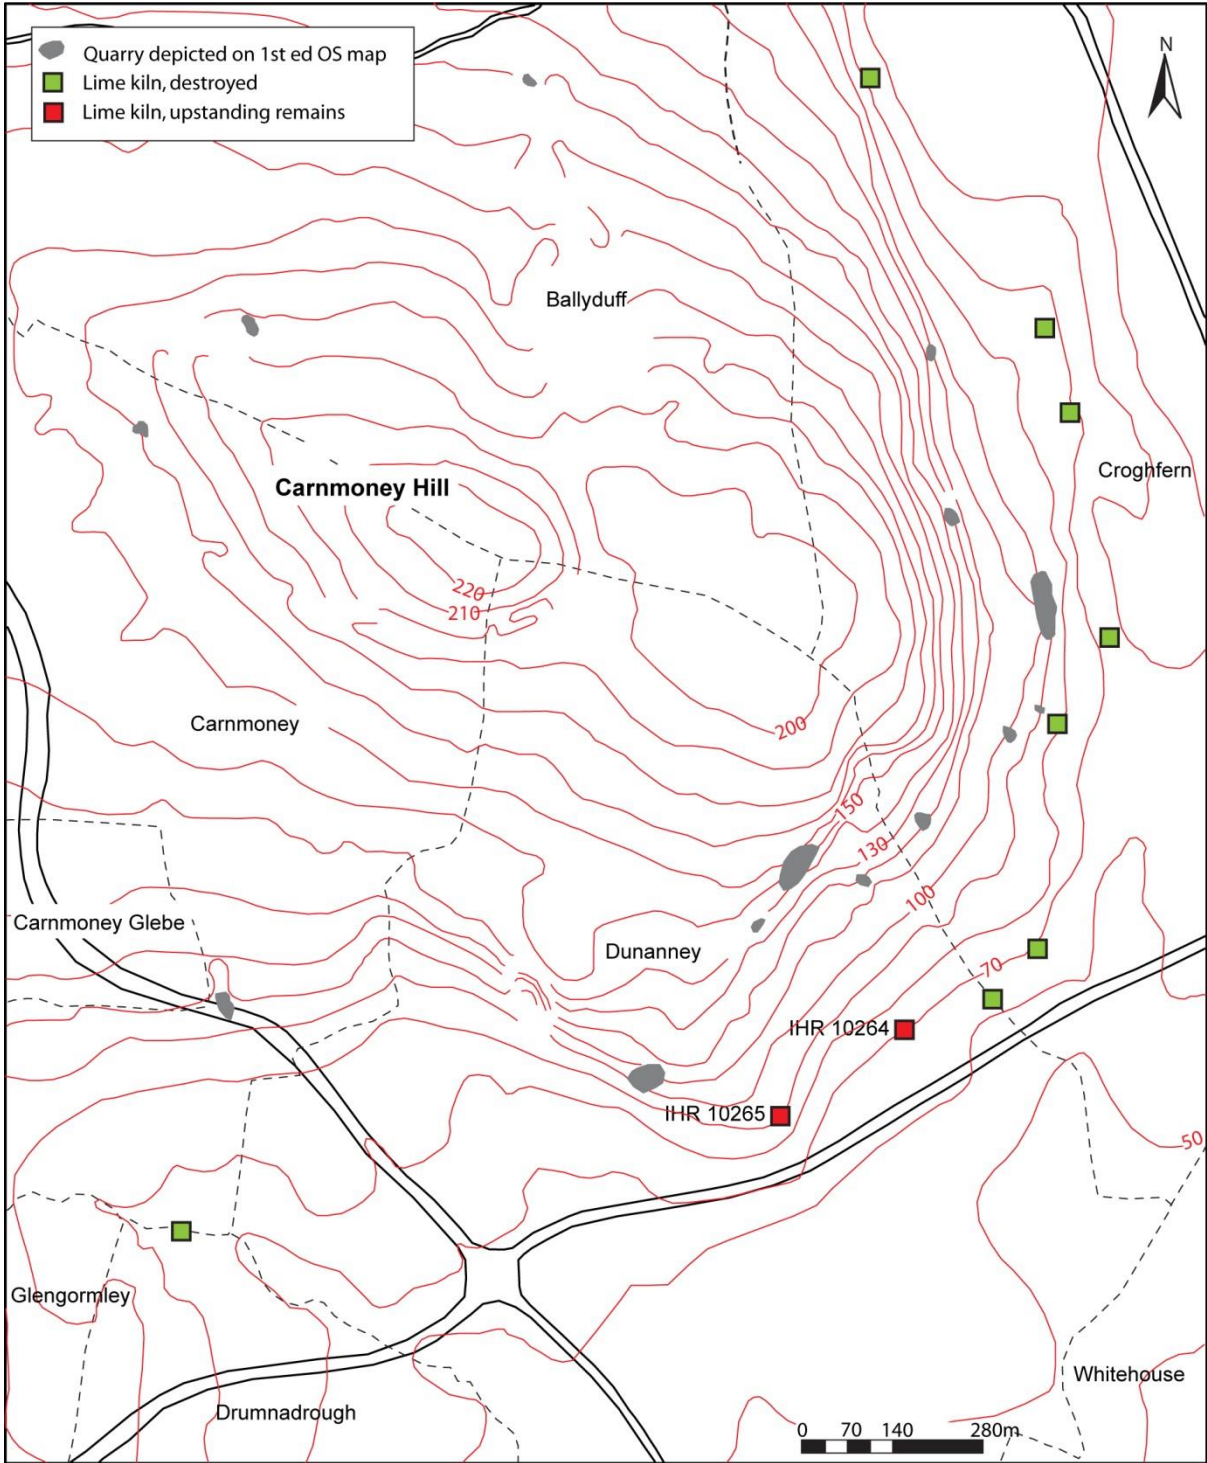 Quarry depicted on 1st ed OS map
Lime kiln, destroyed
Lime kiln, upstanding remains
N
Ballyduff
Croghfern
Carnmoney Hill
220
210
200
Carnmoney
150
130
100
Carnmoney Glebe
Dunanney
70
IHR 10264
IHR 10265
50
Glengormley
Whitehouse
Drumnadrough
0 70 140 280m